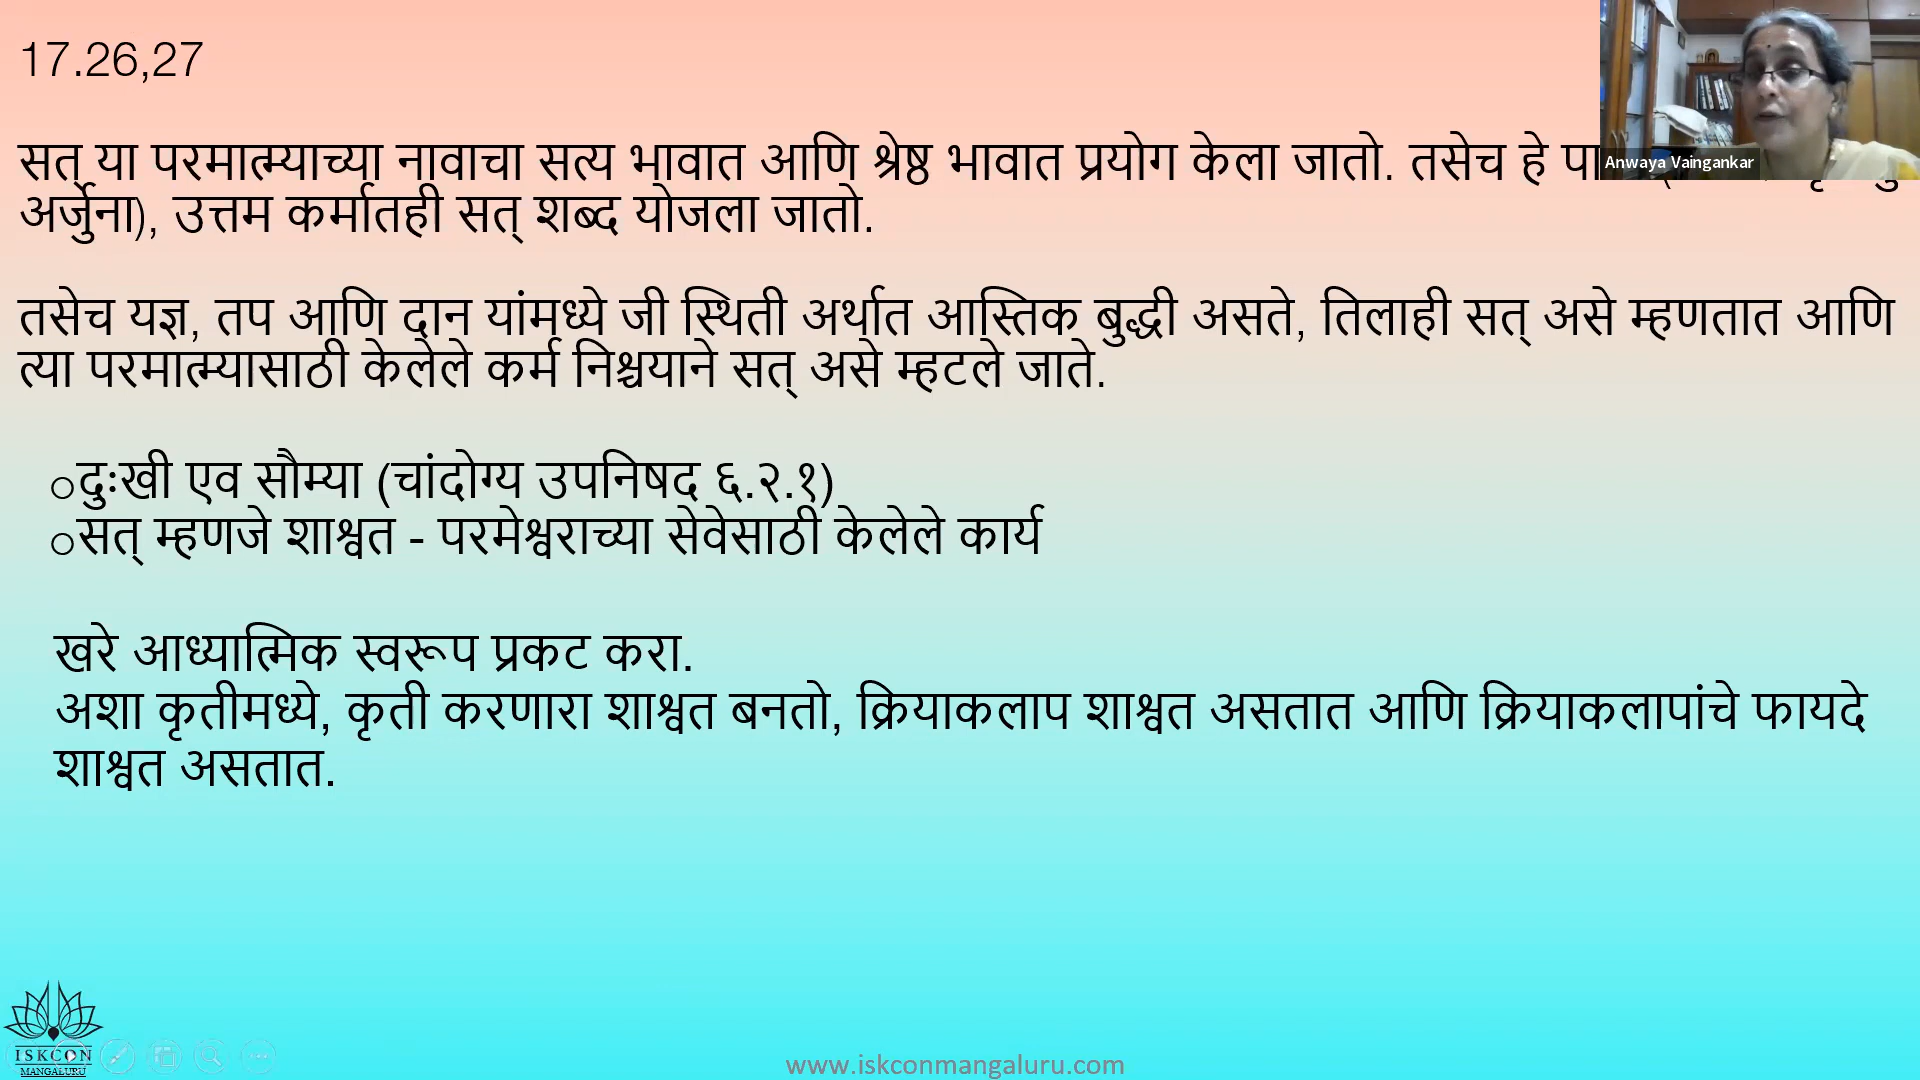 17.26,27
सत् या परमात्म्याच्या नावाचा सत्य भावात आणि श्रेष्ठ भावात प्रयोग केला जातो. तसेच हे
अर्जुना), उत्तम कर्मातही सत् शब्द योजला जातो.
तसेच यज्ञ, तप आणि दान यांमध्ये जी स्थिती अर्थात आस्तिक बुद्धी असते, तिलाही सत् असे म्हणतात आणि
त्या परमात्म्यासाठी केलेले कर्म निश्चयाने सत् असे म्हटले जाते.
○दुःखी एव सौम्या (चांदोग्य उपनिषद ६.२.१)
○सत् म्हणजे शाश्वत - परमेश्वराच्या सेवेसाठी केलेले कार्य
खरे आध्यात्मिक स्वरूप प्रकट करा.
अशा कृतीमध्ये, कृती करणारा शाश्वत बनतो, क्रियाकलाप शाश्वत असतात आणि क्रियाकलापांचे फायदे
शाश्वत असतात.
Anwaya Vaingankar
ISKCON
MANGALURU
www.iskconmangaluru.com